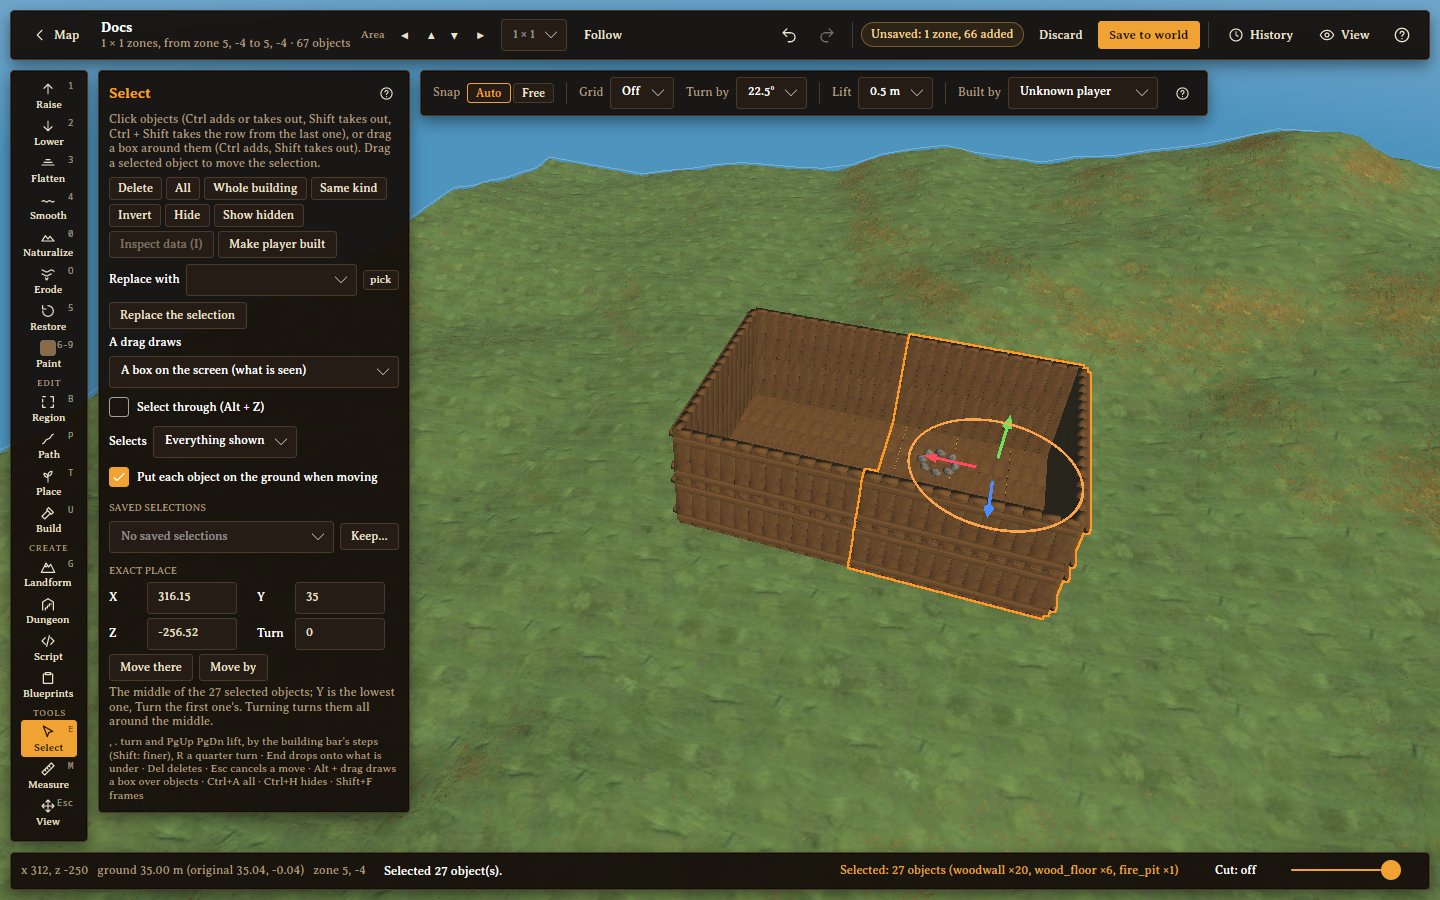 Map
Docs
1 × 1 zones, from zone 5, -4 to 5, -4 · 67 objects
Area
1 × 1
Follow
Unsaved: 1 zone, 66 added
Discard
Save to world
History
View
Raise 1
Lower 2
Flatten 3
Smooth 4
Naturalize 0
Erode O
Restore 5
Paint 6-9
EDIT
Region B
Path P
Place T
Build U
CREATE
Landform G
Dungeon
Script
Blueprints
TOOLS
Select E
Measure M
View Esc
Select
Click objects (Ctrl adds or takes out, Shift takes out,
Ctrl + Shift takes the row from the last one), or drag
a box around them (Ctrl adds, Shift takes out). Drag
a selected object to move the selection.
Delete All Whole building Same kind
Invert Hide Show hidden
Inspect data (I) Make player built
Replace with pick
Replace the selection
A drag draws
A box on the screen (what is seen)
Select through (Alt + Z)
Selects Everything shown
Put each object on the ground when moving
SAVED SELECTIONS
No saved selections Keep...
EXACT PLACE
X 316.15 Y 35
Z -256.52 Turn 0
Move there Move by
The middle of the 27 selected objects; Y is the lowest
one, Turn the first one's. Turning turns them all
around the middle.
, . turn and PgUp PgDn lift, by the building bar's steps
(Shift: finer), R a quarter turn · End drops onto what is
under · Del deletes · Esc cancels a move · Alt + drag draws
a box over objects · Ctrl+A all · Ctrl+H hides · Shift+F
frames
Snap Auto Free Grid Off Turn by 22.5° Lift 0.5 m Built by Unknown player
x 312, z -250 ground 35.00 m (original 35.04, -0.04) zone 5, -4 Selected 27 object(s).
Selected: 27 objects (woodwall ×20, wood_floor ×6, fire_pit ×1) Cut: off